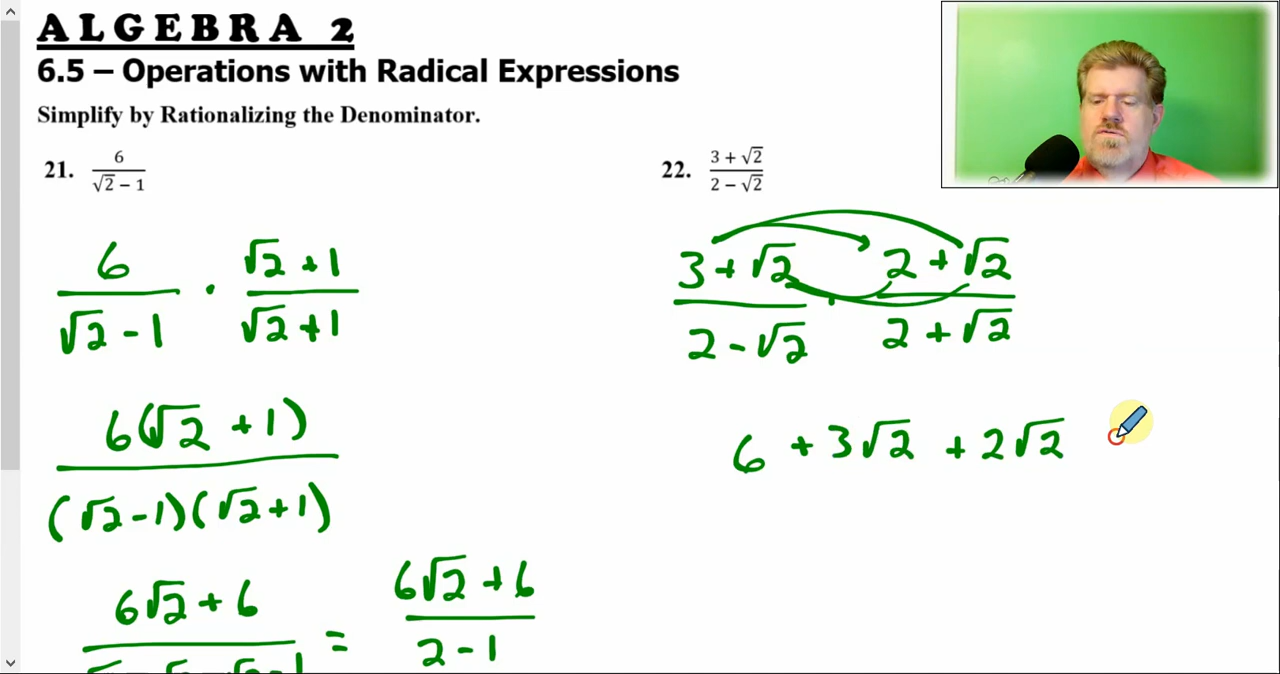 ALGEBRA 2
6.5 – Operations with Radical Expressions
Simplify by Rationalizing the Denominator.
21. 6 / (√2 − 1)
6 / (√2 − 1) · (√2 + 1) / (√2 + 1)
6(√2 + 1) / (√2 − 1)(√2 + 1)
(6√2 + 6) / = (6√2 + 6) / (2 − 1)
22. (3 + √2) / (2 − √2)
(3 + √2) / (2 − √2) · (2 + √2) / (2 + √2)
6 + 3√2 + 2√2